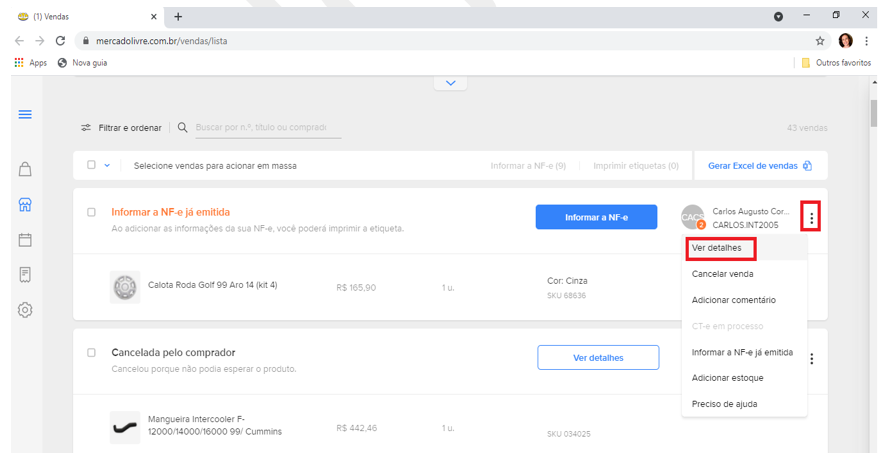 (1) Vendas
mercadolivre.com.br/vendas/lista
Apps Nova guia Outros favoritos
Filtrar e ordenar Buscar por n.º, título ou comprador 43 vendas
Selecione vendas para acionar em massa Informar a NF-e (9) Imprimir etiquetas (0) Gerar Excel de vendas
Informar a NF-e já emitida
Ao adicionar as informações da sua NF-e, você poderá imprimir a etiqueta.
Informar a NF-e
CACS 2
Carlos Augusto Cor...
CARLOS.INT2005
Calota Roda Golf 99 Aro 14 (kit 4) R$ 165,90 1 u. Cor: Cinza
SKU 68636
Ver detalhes
Cancelar venda
Adicionar comentário
CT-e em processo
Informar a NF-e já emitida
Adicionar estoque
Preciso de ajuda
Cancelada pelo comprador
Cancelou porque não podia esperar o produto.
Ver detalhes
Mangueira Intercooler F-
12000/14000/16000 99/ Cummins R$ 442,46 1 u.
SKU 034025